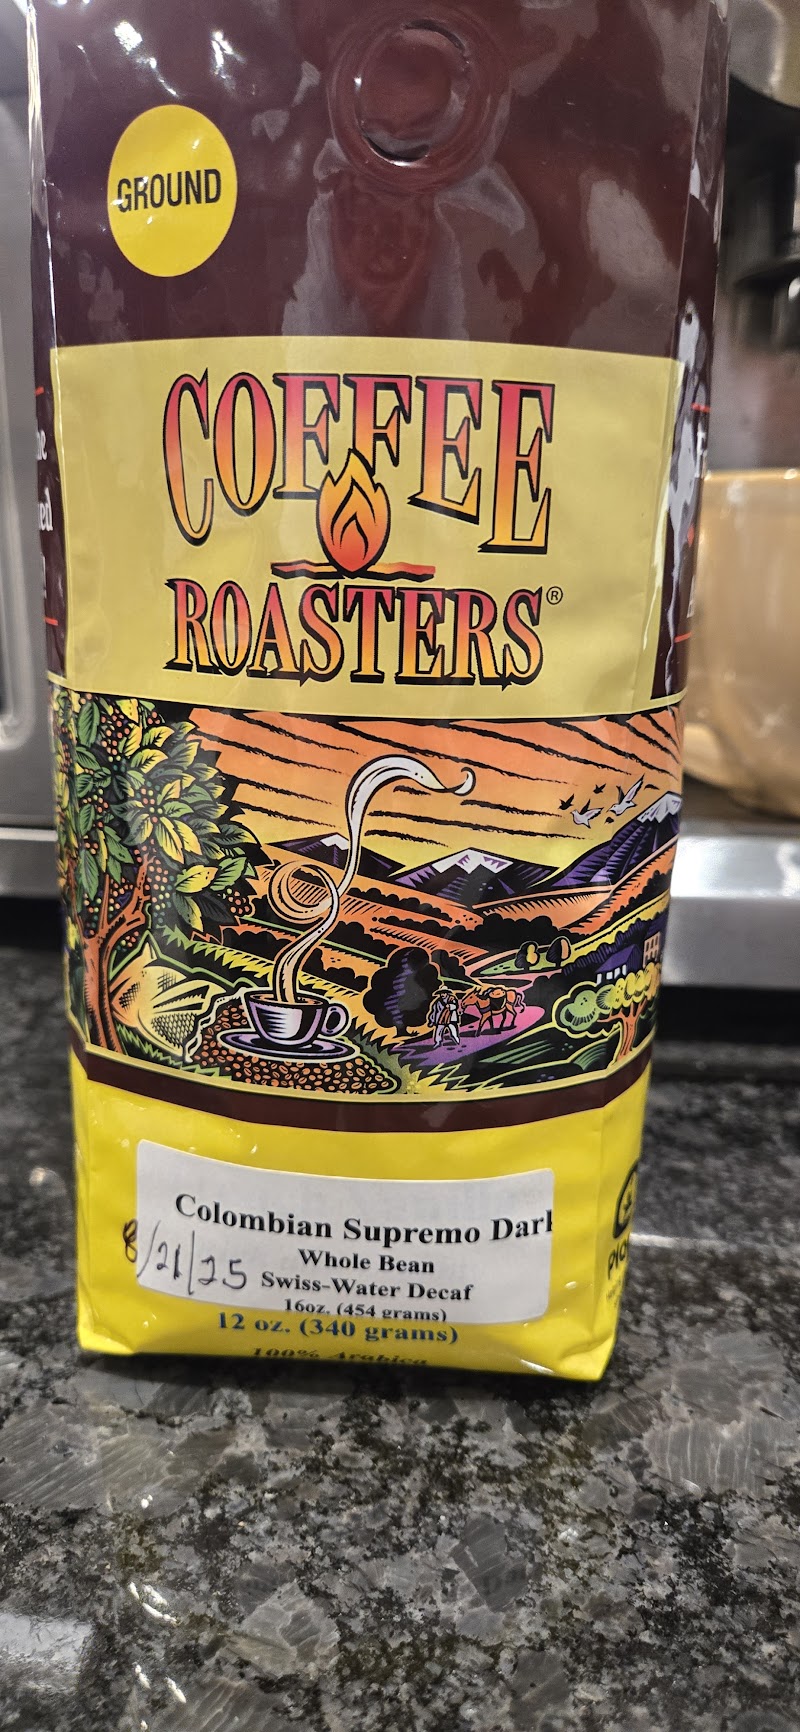 GROUND
COFFEE
ROASTERS®
Colombian Supremo Dark
Whole Bean
8/21/25
Swiss-Water Decaf
16oz. (454 grams)
12 oz. (340 grams)
100% Arabica